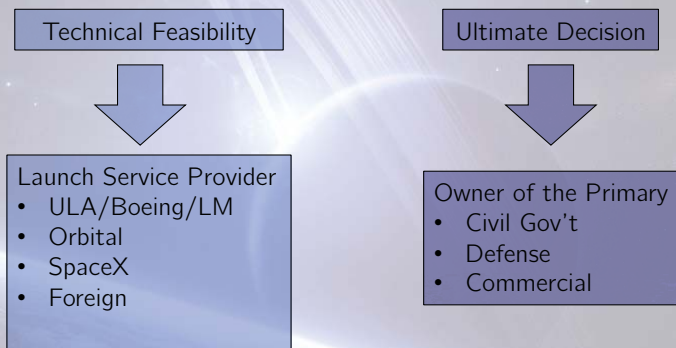 Technical Feasibility
Ultimate Decision
Launch Service Provider
• ULA/Boeing/LM
• Orbital
• SpaceX
• Foreign
Owner of the Primary
• Civil Gov't
• Defense
• Commercial